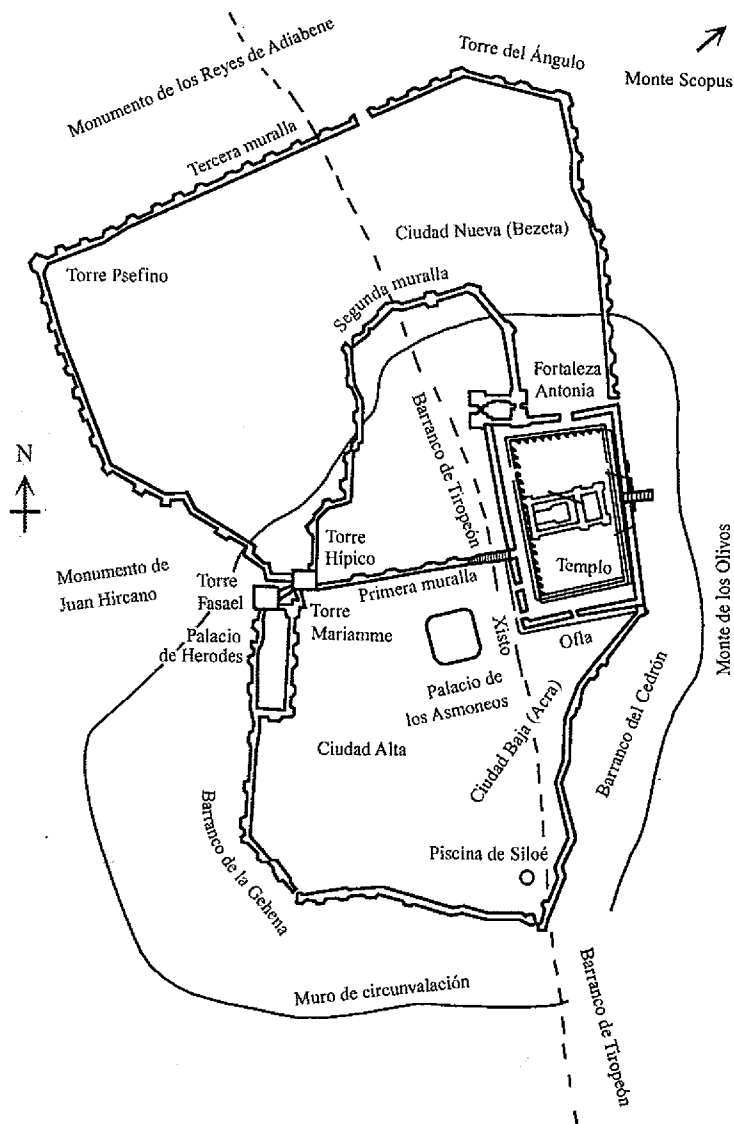 Monumento de los Reyes de Adiabene
Torre del Ángulo
Monte Scopus
Tercera muralla
Ciudad Nueva (Bezeta)
Torre Psefino
Segunda muralla
Fortaleza
Antonia
Barranco de Tiropeón
N
Torre
Hípico
Templo
Monumento de
Juan Hircano
Torre
Fasael
Primera muralla
Torre
Mariamme
Palacio
de Herodes
Xisto
Ofla
Monte de los Olivos
Palacio de
los Asmoneos
Ciudad Baja (Acra)
Barranco del Cedrón
Ciudad Alta
Barranco de la Gehena
Piscina de Siloé
Muro de circunvalación
Barranco de Tiropeón